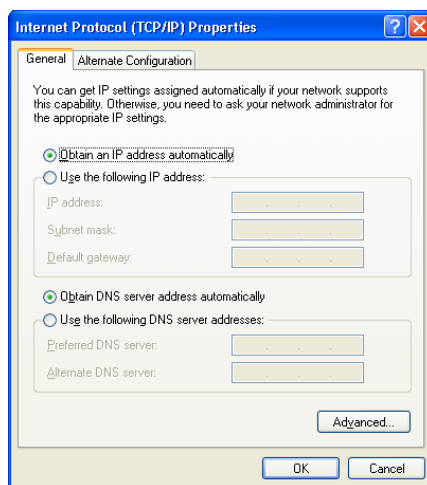 Internet Protocol (TCP/IP) Properties
General
Alternate Configuration
You can get IP settings assigned automatically if your network supports
this capability. Otherwise, you need to ask your network administrator for
the appropriate IP settings.
Obtain an IP address automatically
Use the following IP address:
IP address:
Subnet mask:
Default gateway:
Obtain DNS server address automatically
Use the following DNS server addresses:
Preferred DNS server:
Alternate DNS server:
Advanced...
OK
Cancel